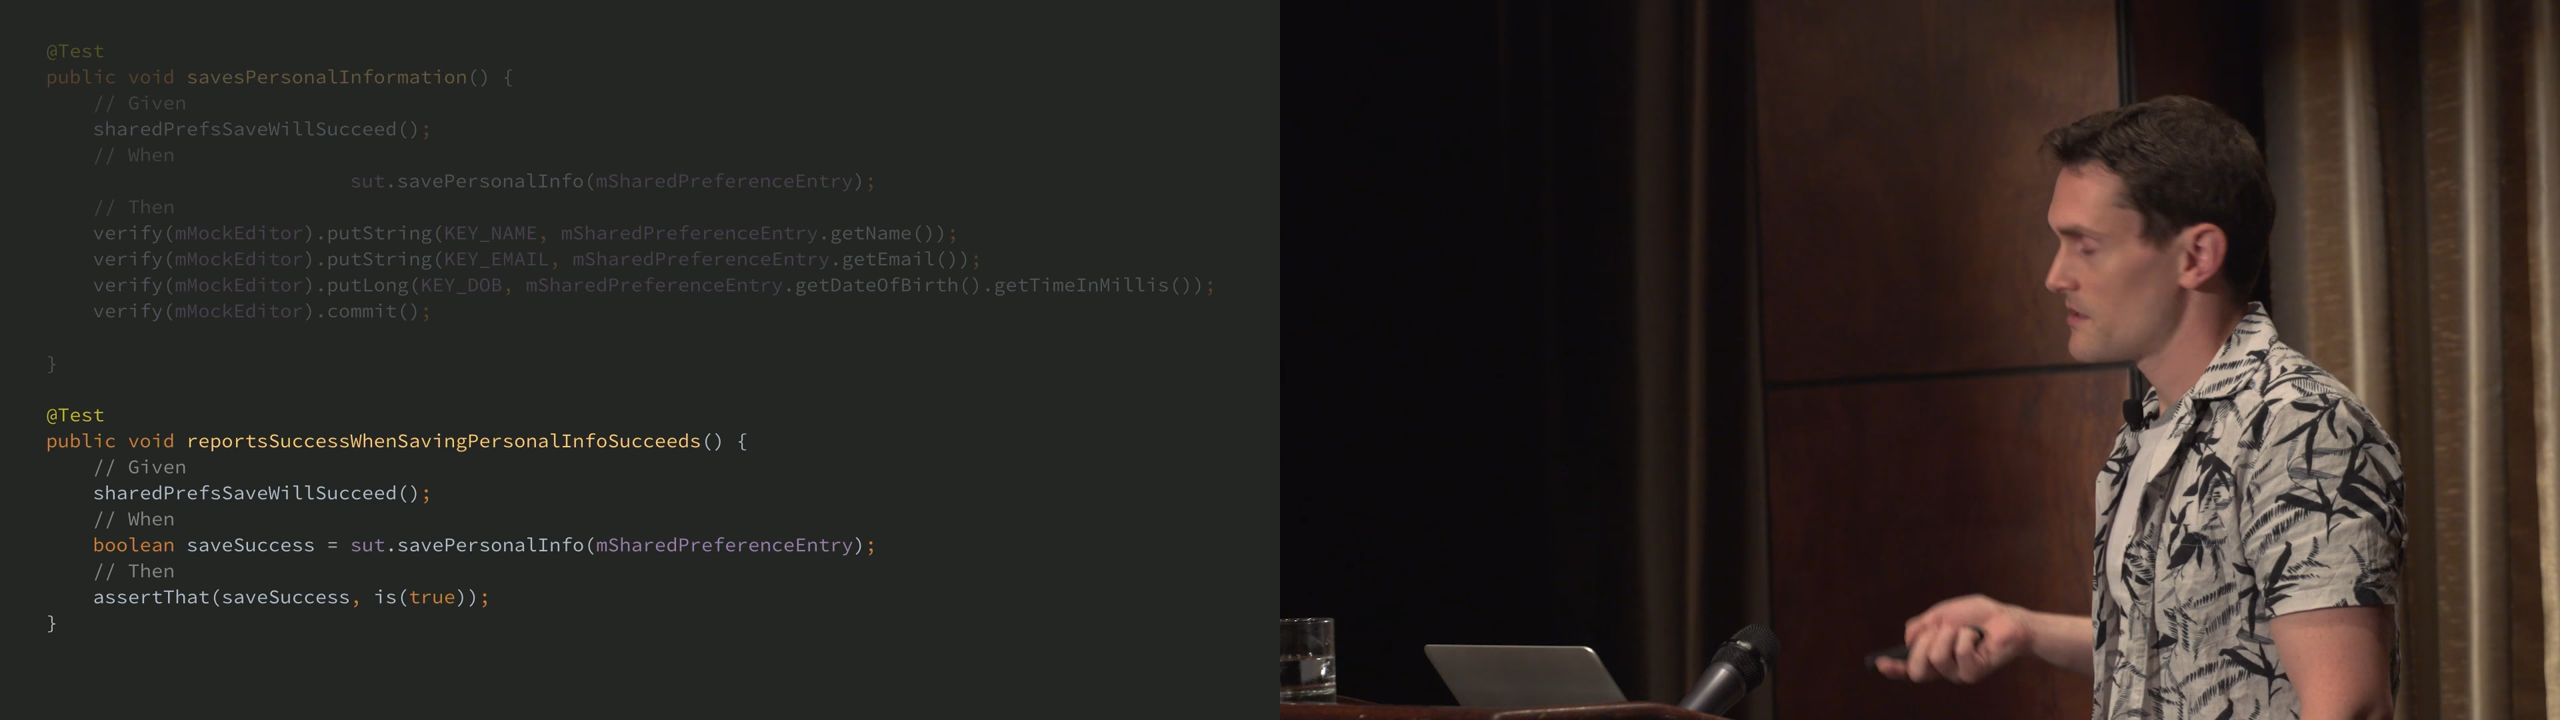 @Test
public void savesPersonalInformation() {
// Given
sharedPrefsSaveWillSucceed();
// When
sut.savePersonalInfo(mSharedPreferenceEntry);
// Then
verify(mMockEditor).putString(KEY_NAME, mSharedPreferenceEntry.getName());
verify(mMockEditor).putString(KEY_EMAIL, mSharedPreferenceEntry.getEmail());
verify(mMockEditor).putLong(KEY_DOB, mSharedPreferenceEntry.getDateOfBirth().getTimeInMillis());
verify(mMockEditor).commit();
}
@Test
public void reportsSuccessWhenSavingPersonalInfoSucceeds() {
// Given
sharedPrefsSaveWillSucceed();
// When
boolean saveSuccess = sut.savePersonalInfo(mSharedPreferenceEntry);
// Then
assertThat(saveSuccess, is(true));
}